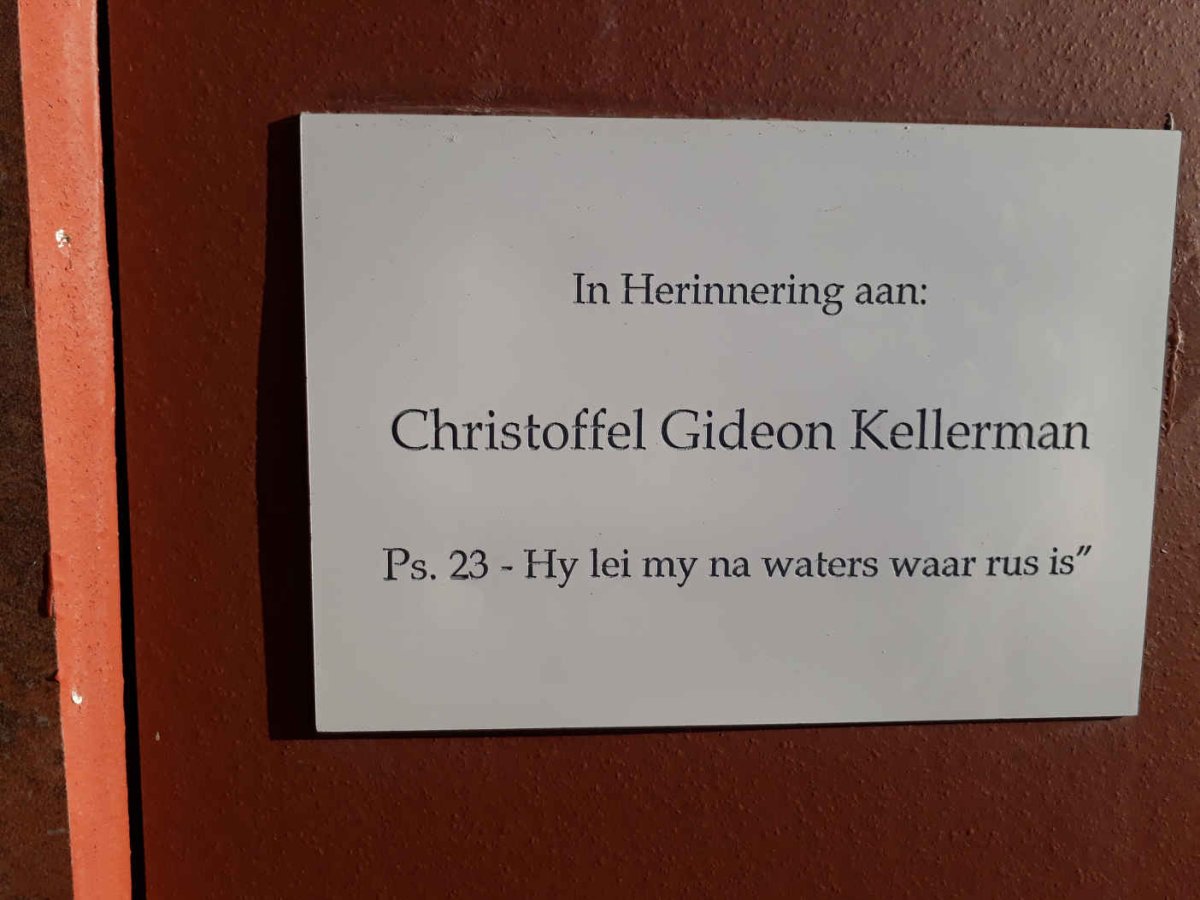 In Herinnering aan:
Christoffel Gideon Kellerman
Ps. 23 - Hy lei my na waters waar rus is”